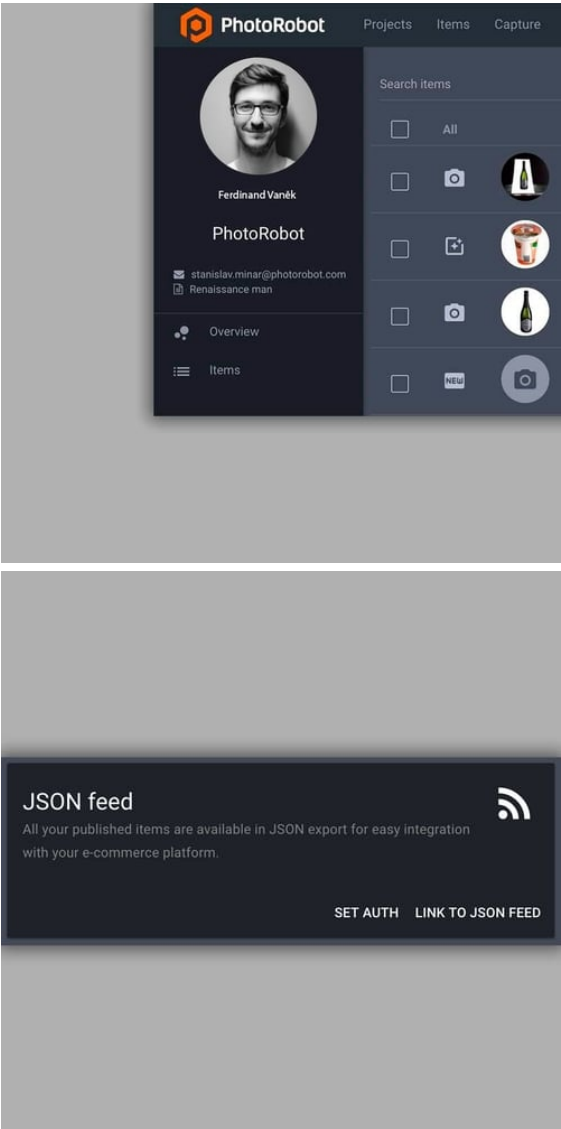 PhotoRobot
Projects Items Capture
Search items
All
Ferdinand Vaněk
PhotoRobot
stanislav.minar@photorobot.com
Renaissance man
Overview
Items
NEW
JSON feed
All your published items are available in JSON export for easy integration
with your e-commerce platform.
SET AUTH LINK TO JSON FEED